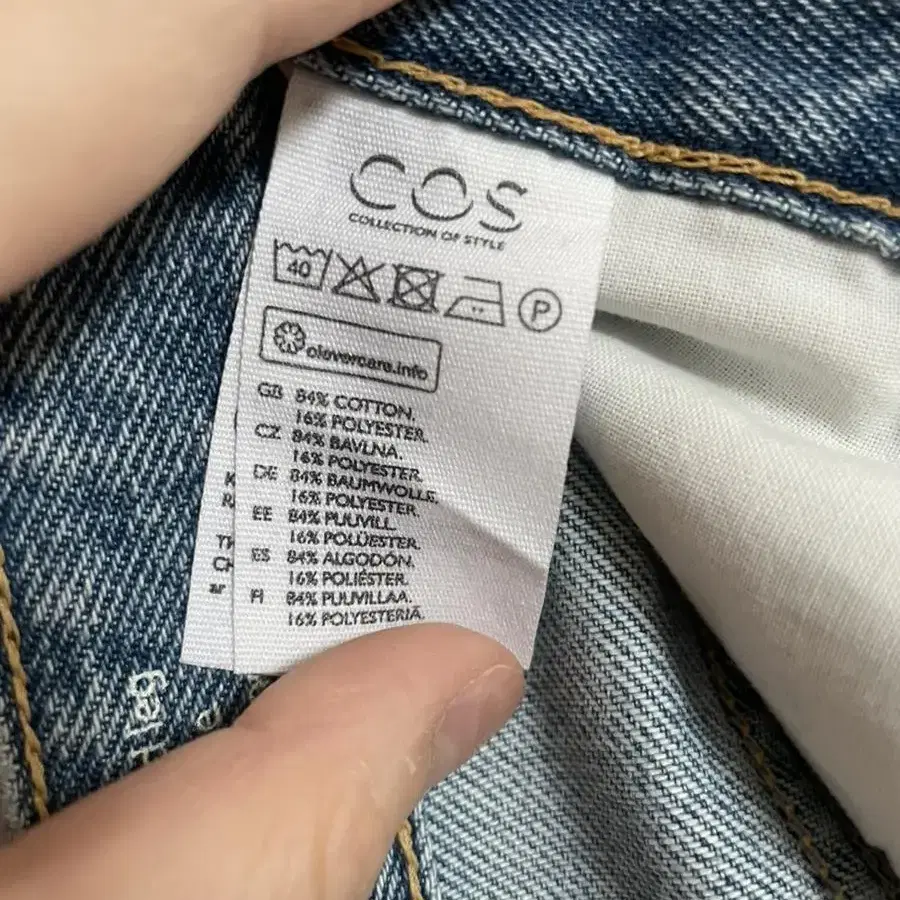 COS
COLLECTION OF STYLE
40
P
clevercare.info
GB 84% COTTON.
16% POLYESTER.
CZ 84% BAVLNA.
16% POLYESTER.
DE 84% BAUMWOLLE.
16% POLYESTER.
EE 84% PUUVILL.
16% POLÜESTER.
ES 84% ALGODÓN.
16% POLIÉSTER.
FI 84% PUUVILLAA.
16% POLYESTERIÄ.
leg